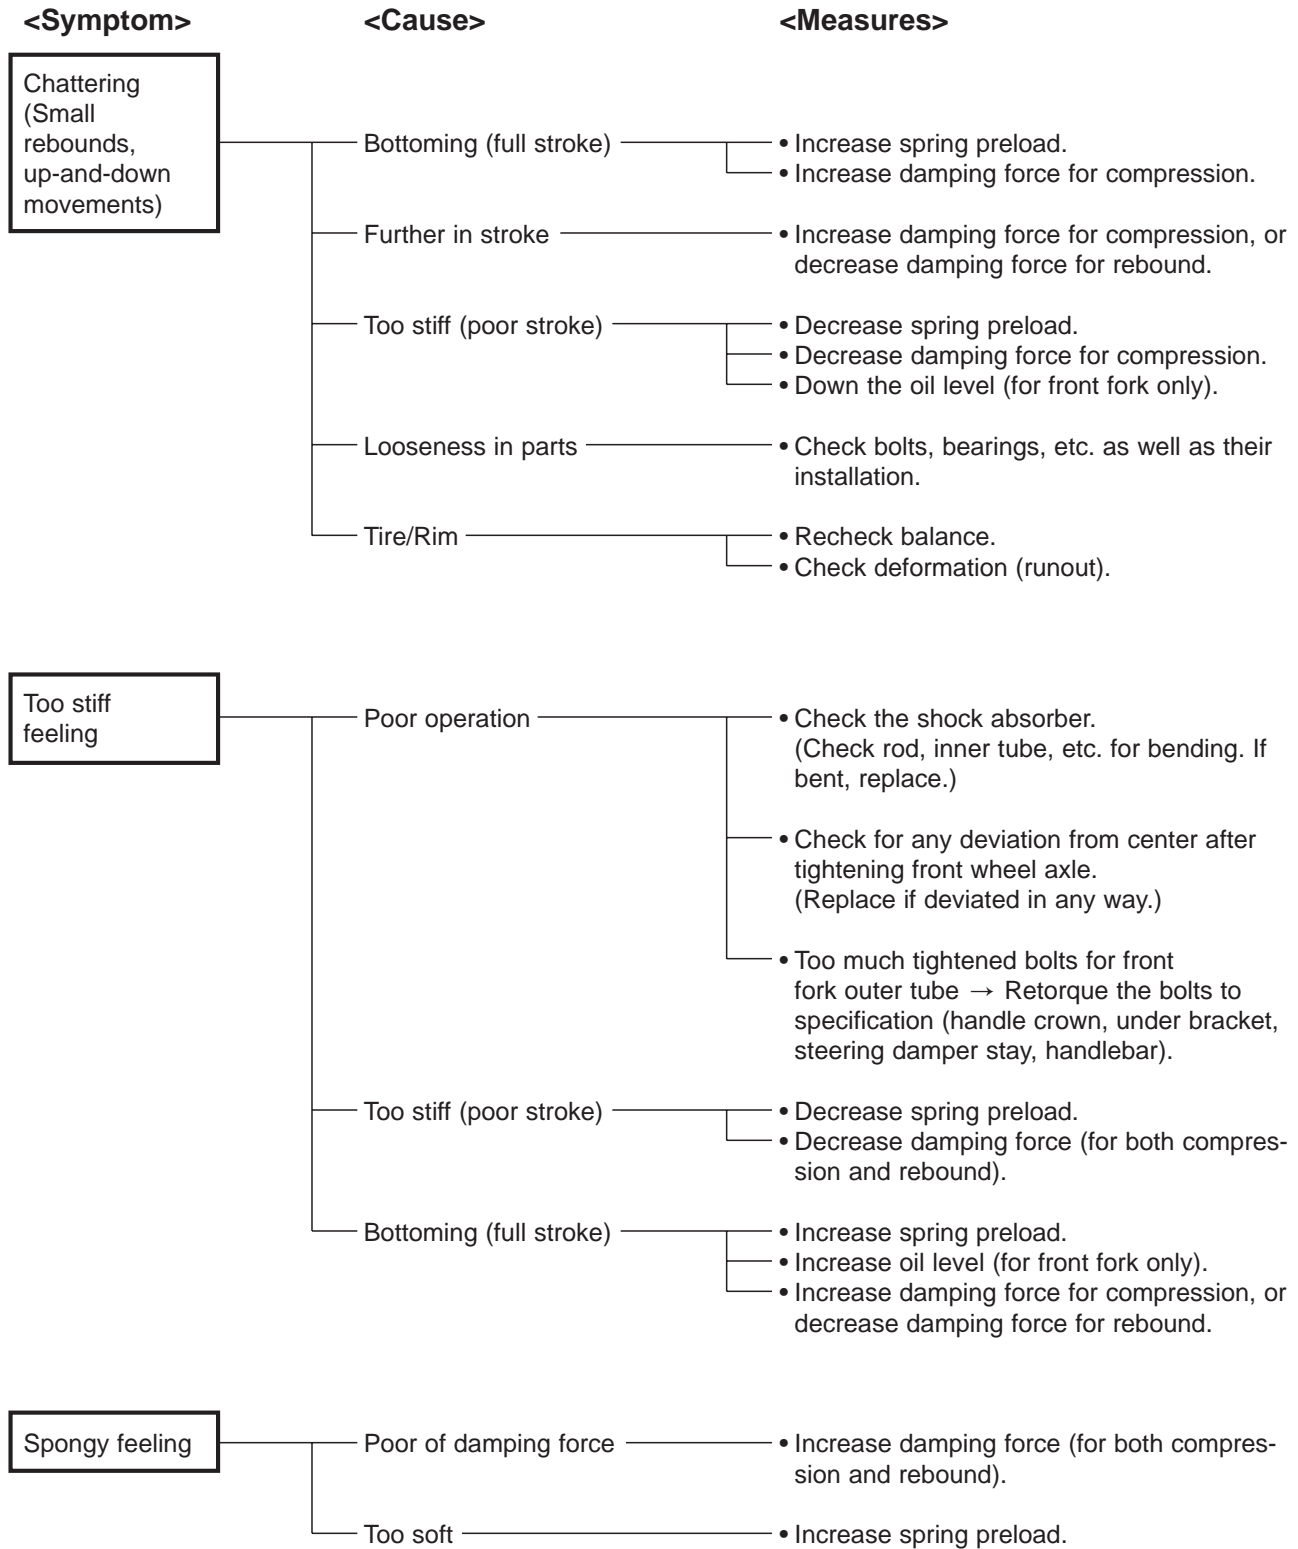 <Symptom> <Cause> <Measures>
Chattering
(Small
rebounds,
up-and-down
movements)
Bottoming (full stroke)
• Increase spring preload.
• Increase damping force for compression.
Further in stroke
• Increase damping force for compression, or
decrease damping force for rebound.
Too stiff (poor stroke)
• Decrease spring preload.
• Decrease damping force for compression.
• Down the oil level (for front fork only).
Looseness in parts
• Check bolts, bearings, etc. as well as their
installation.
Tire/Rim
• Recheck balance.
• Check deformation (runout).
Too stiff
feeling
Poor operation
• Check the shock absorber.
(Check rod, inner tube, etc. for bending. If
bent, replace.)
• Check for any deviation from center after
tightening front wheel axle.
(Replace if deviated in any way.)
• Too much tightened bolts for front
fork outer tube → Retorque the bolts to
specification (handle crown, under bracket,
steering damper stay, handlebar).
Too stiff (poor stroke)
• Decrease spring preload.
• Decrease damping force (for both compres-
sion and rebound).
Bottoming (full stroke)
• Increase spring preload.
• Increase oil level (for front fork only).
• Increase damping force for compression, or
decrease damping force for rebound.
Spongy feeling
Poor of damping force
• Increase damping force (for both compres-
sion and rebound).
Too soft
• Increase spring preload.